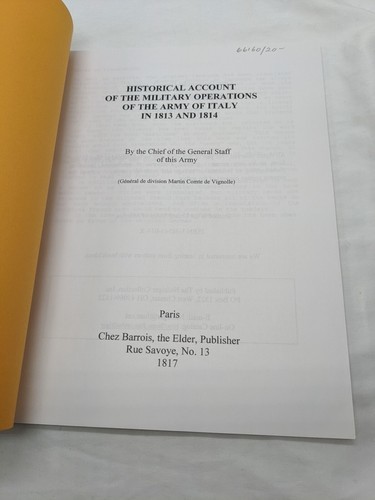 66160/20-
HISTORICAL ACCOUNT
OF THE MILITARY OPERATIONS
OF THE ARMY OF ITALY
IN 1813 AND 1814
By the Chief of the General Staff
of this Army
(Général de division Martin Comte de Vignolle)
Paris
Chez Barrois, the Elder, Publisher
Rue Savoye, No. 13
1817